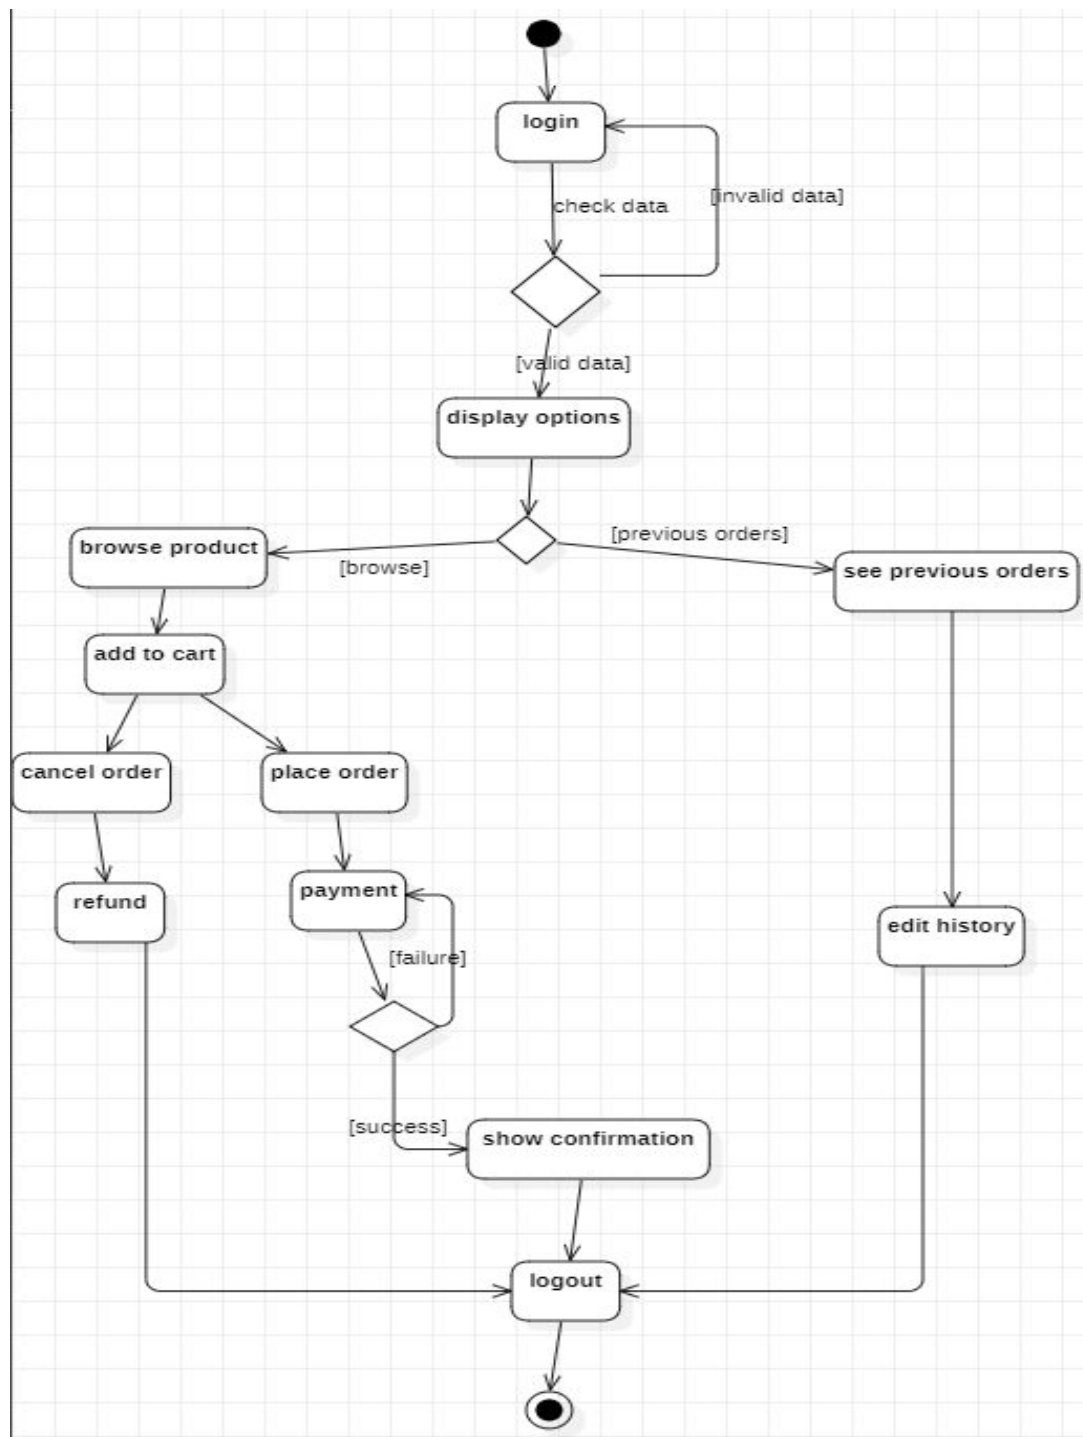 login
[invalid data]
check data
[valid data]
display options
[previous orders]
browse product
[browse]
see previous orders
add to cart
cancel order
place order
payment
refund
edit history
[failure]
[success]
show confirmation
logout